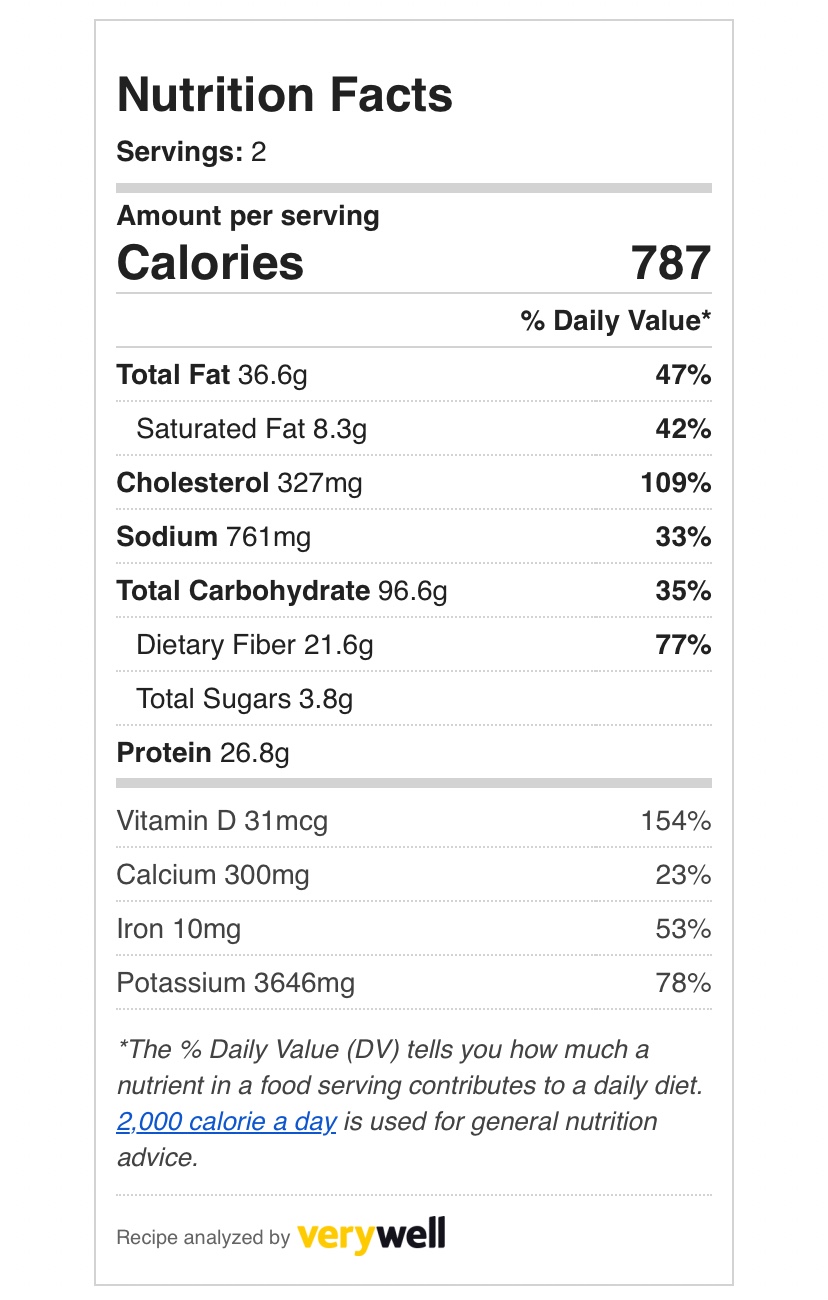 Nutrition Facts
Servings: 2
Amount per serving
Calories 787
% Daily Value*
Total Fat 36.6g 47%
Saturated Fat 8.3g 42%
Cholesterol 327mg 109%
Sodium 761mg 33%
Total Carbohydrate 96.6g 35%
Dietary Fiber 21.6g 77%
Total Sugars 3.8g
Protein 26.8g
Vitamin D 31mcg 154%
Calcium 300mg 23%
Iron 10mg 53%
Potassium 3646mg 78%
*The % Daily Value (DV) tells you how much a
nutrient in a food serving contributes to a daily diet.
2,000 calorie a day is used for general nutrition
advice.
Recipe analyzed by verywell